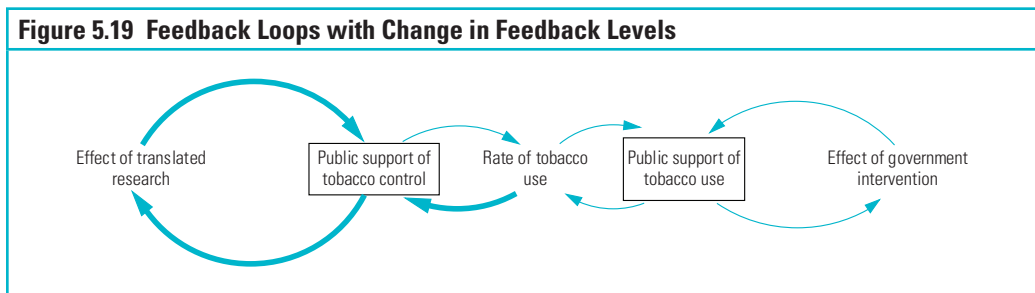 Figure 5.19 Feedback Loops with Change in Feedback Levels
Effect of translated
research
Public support of
tobacco control
Rate of tobacco
use
Public support of
tobacco use
Effect of government
intervention